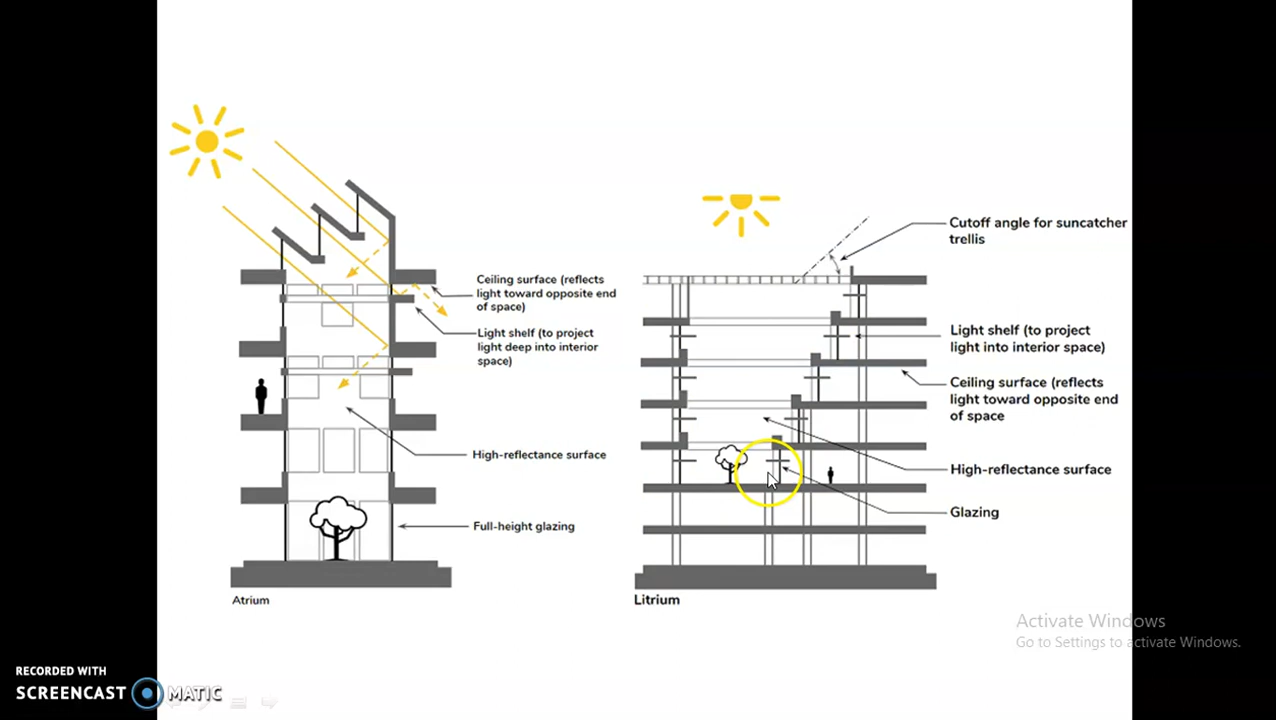 Ceiling surface (reflects
light toward opposite end
of space)
Light shelf (to project
light deep into interior
space)
High-reflectance surface
Full-height glazing
Atrium
Cutoff angle for suncatcher
trellis
Light shelf (to project
light into interior space)
Ceiling surface (reflects
light toward opposite end
of space
High-reflectance surface
Glazing
Litrium
Activate Windows
Go to Settings to activate Windows.
RECORDED WITH
SCREENCAST MATIC